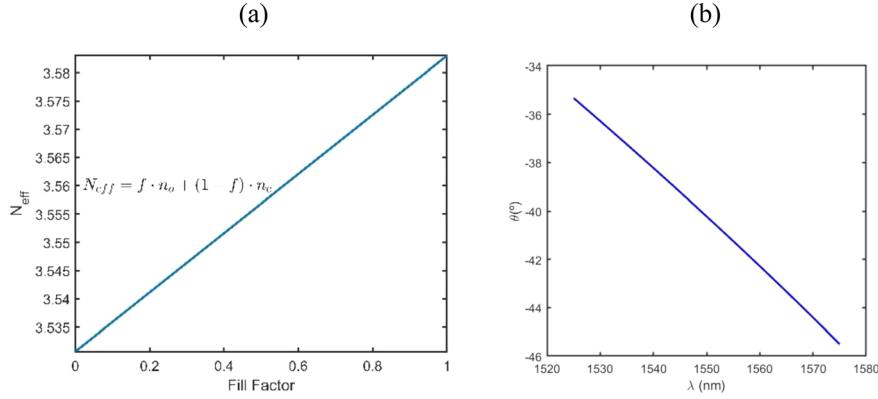 (a)
(b)
3.58
3.575
3.57
3.565
3.560
3.555
3.55
3.545
3.540
3.535
N_eff
N_eff = f · n_o + (1 − f) · n_e
0 0.2 0.4 0.6 0.8 1
Fill Factor
-34
-36
-38
-40
-42
-44
-46
θ(º)
1520 1530 1540 1550 1560 1570 1580
λ (nm)